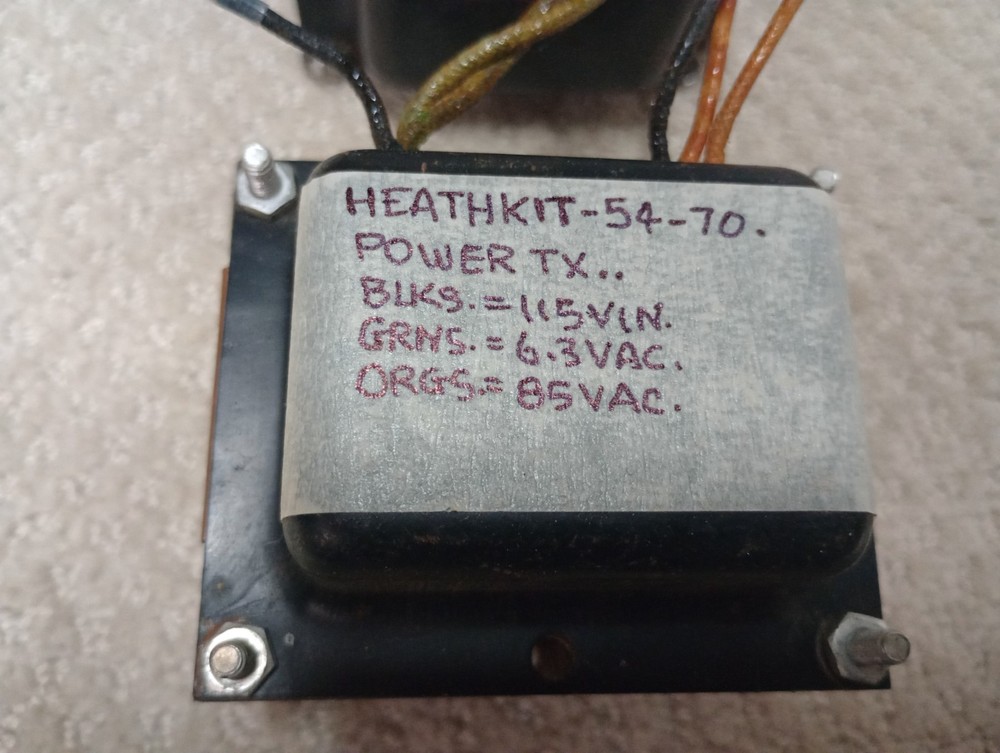 HEATHKIT-54-70.
POWER TX..
BLKS.=115VIN.
GRNS.=6.3VAC.
ORGS.=85VAC.